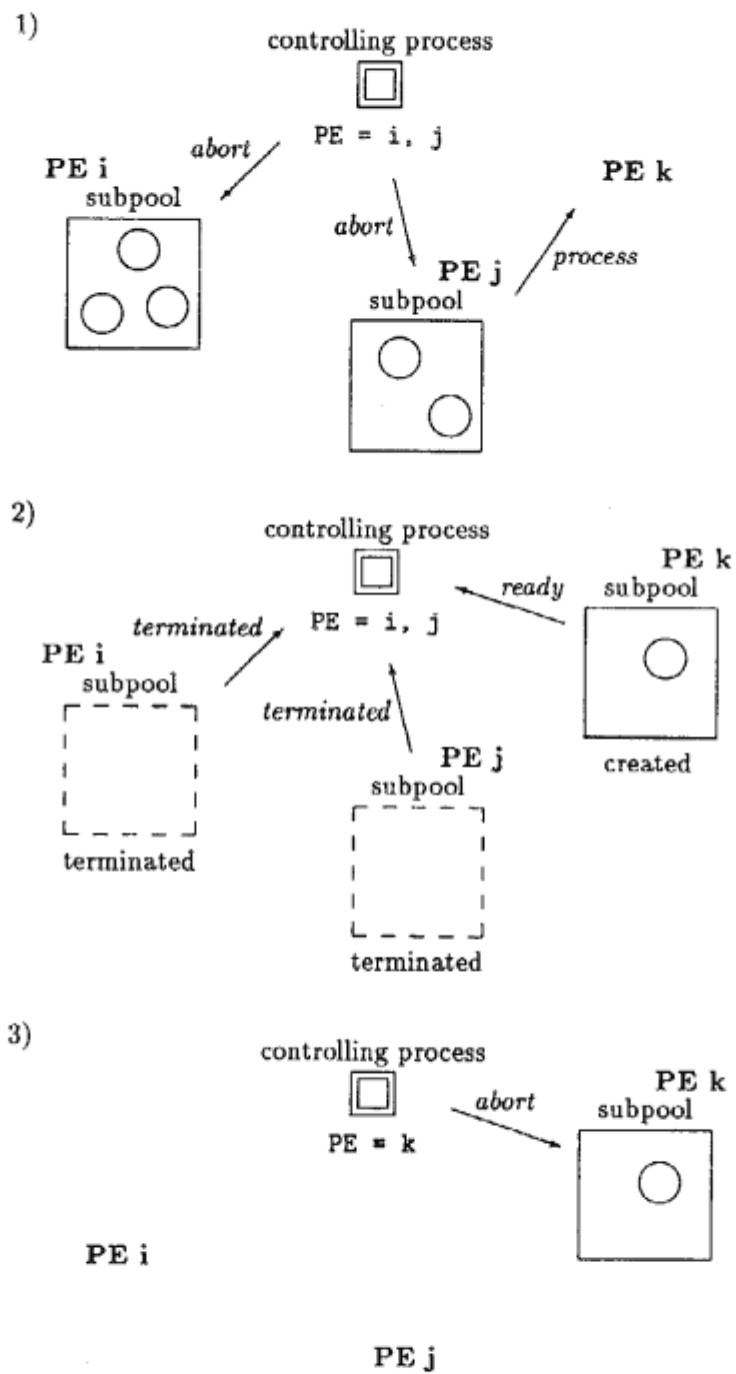 1)
controlling process
PE = i, j
abort
PE i
subpool
PE k
abort
process
PE j
subpool
2)
controlling process
PE k
ready
subpool
PE = i, j
terminated
PE i
subpool
terminated
PE j
created
subpool
terminated
terminated
3)
controlling process
PE k
abort
subpool
PE = k
PE i
PE j